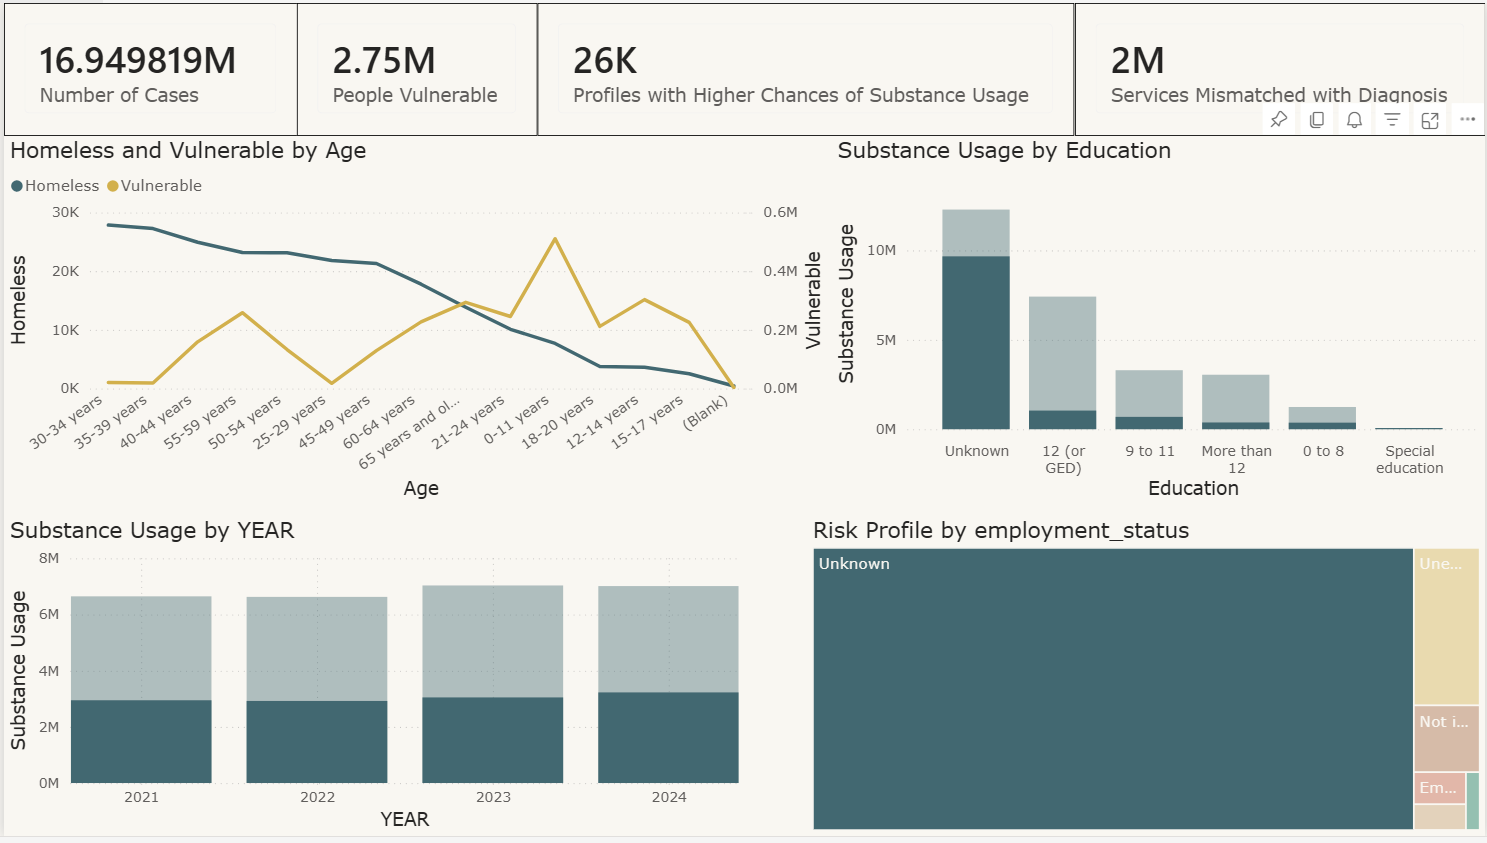 16.949819M
Number of Cases
2.75M
People Vulnerable
26K
Profiles with Higher Chances of Substance Usage
2M
Services Mismatched with Diagnosis
Homeless and Vulnerable by Age
Homeless
Vulnerable
30K
20K
10K
0K
Homeless
0.6M
0.4M
0.2M
0.0M
Vulnerable
30-34 years
35-39 years
40-44 years
55-59 years
50-54 years
25-29 years
45-49 years
60-64 years
65 years and ol...
21-24 years
0-11 years
18-20 years
12-14 years
15-17 years
(Blank)
Age
Substance Usage by Education
Substance Usage
10M
5M
0M
Unknown
12 (or
GED)
9 to 11
More than
12
0 to 8
Special
education
Education
Substance Usage by YEAR
Substance Usage
8M
6M
4M
2M
0M
2021
2022
2023
2024
YEAR
Risk Profile by employment_status
Unknown
Une...
Not i...
Em...